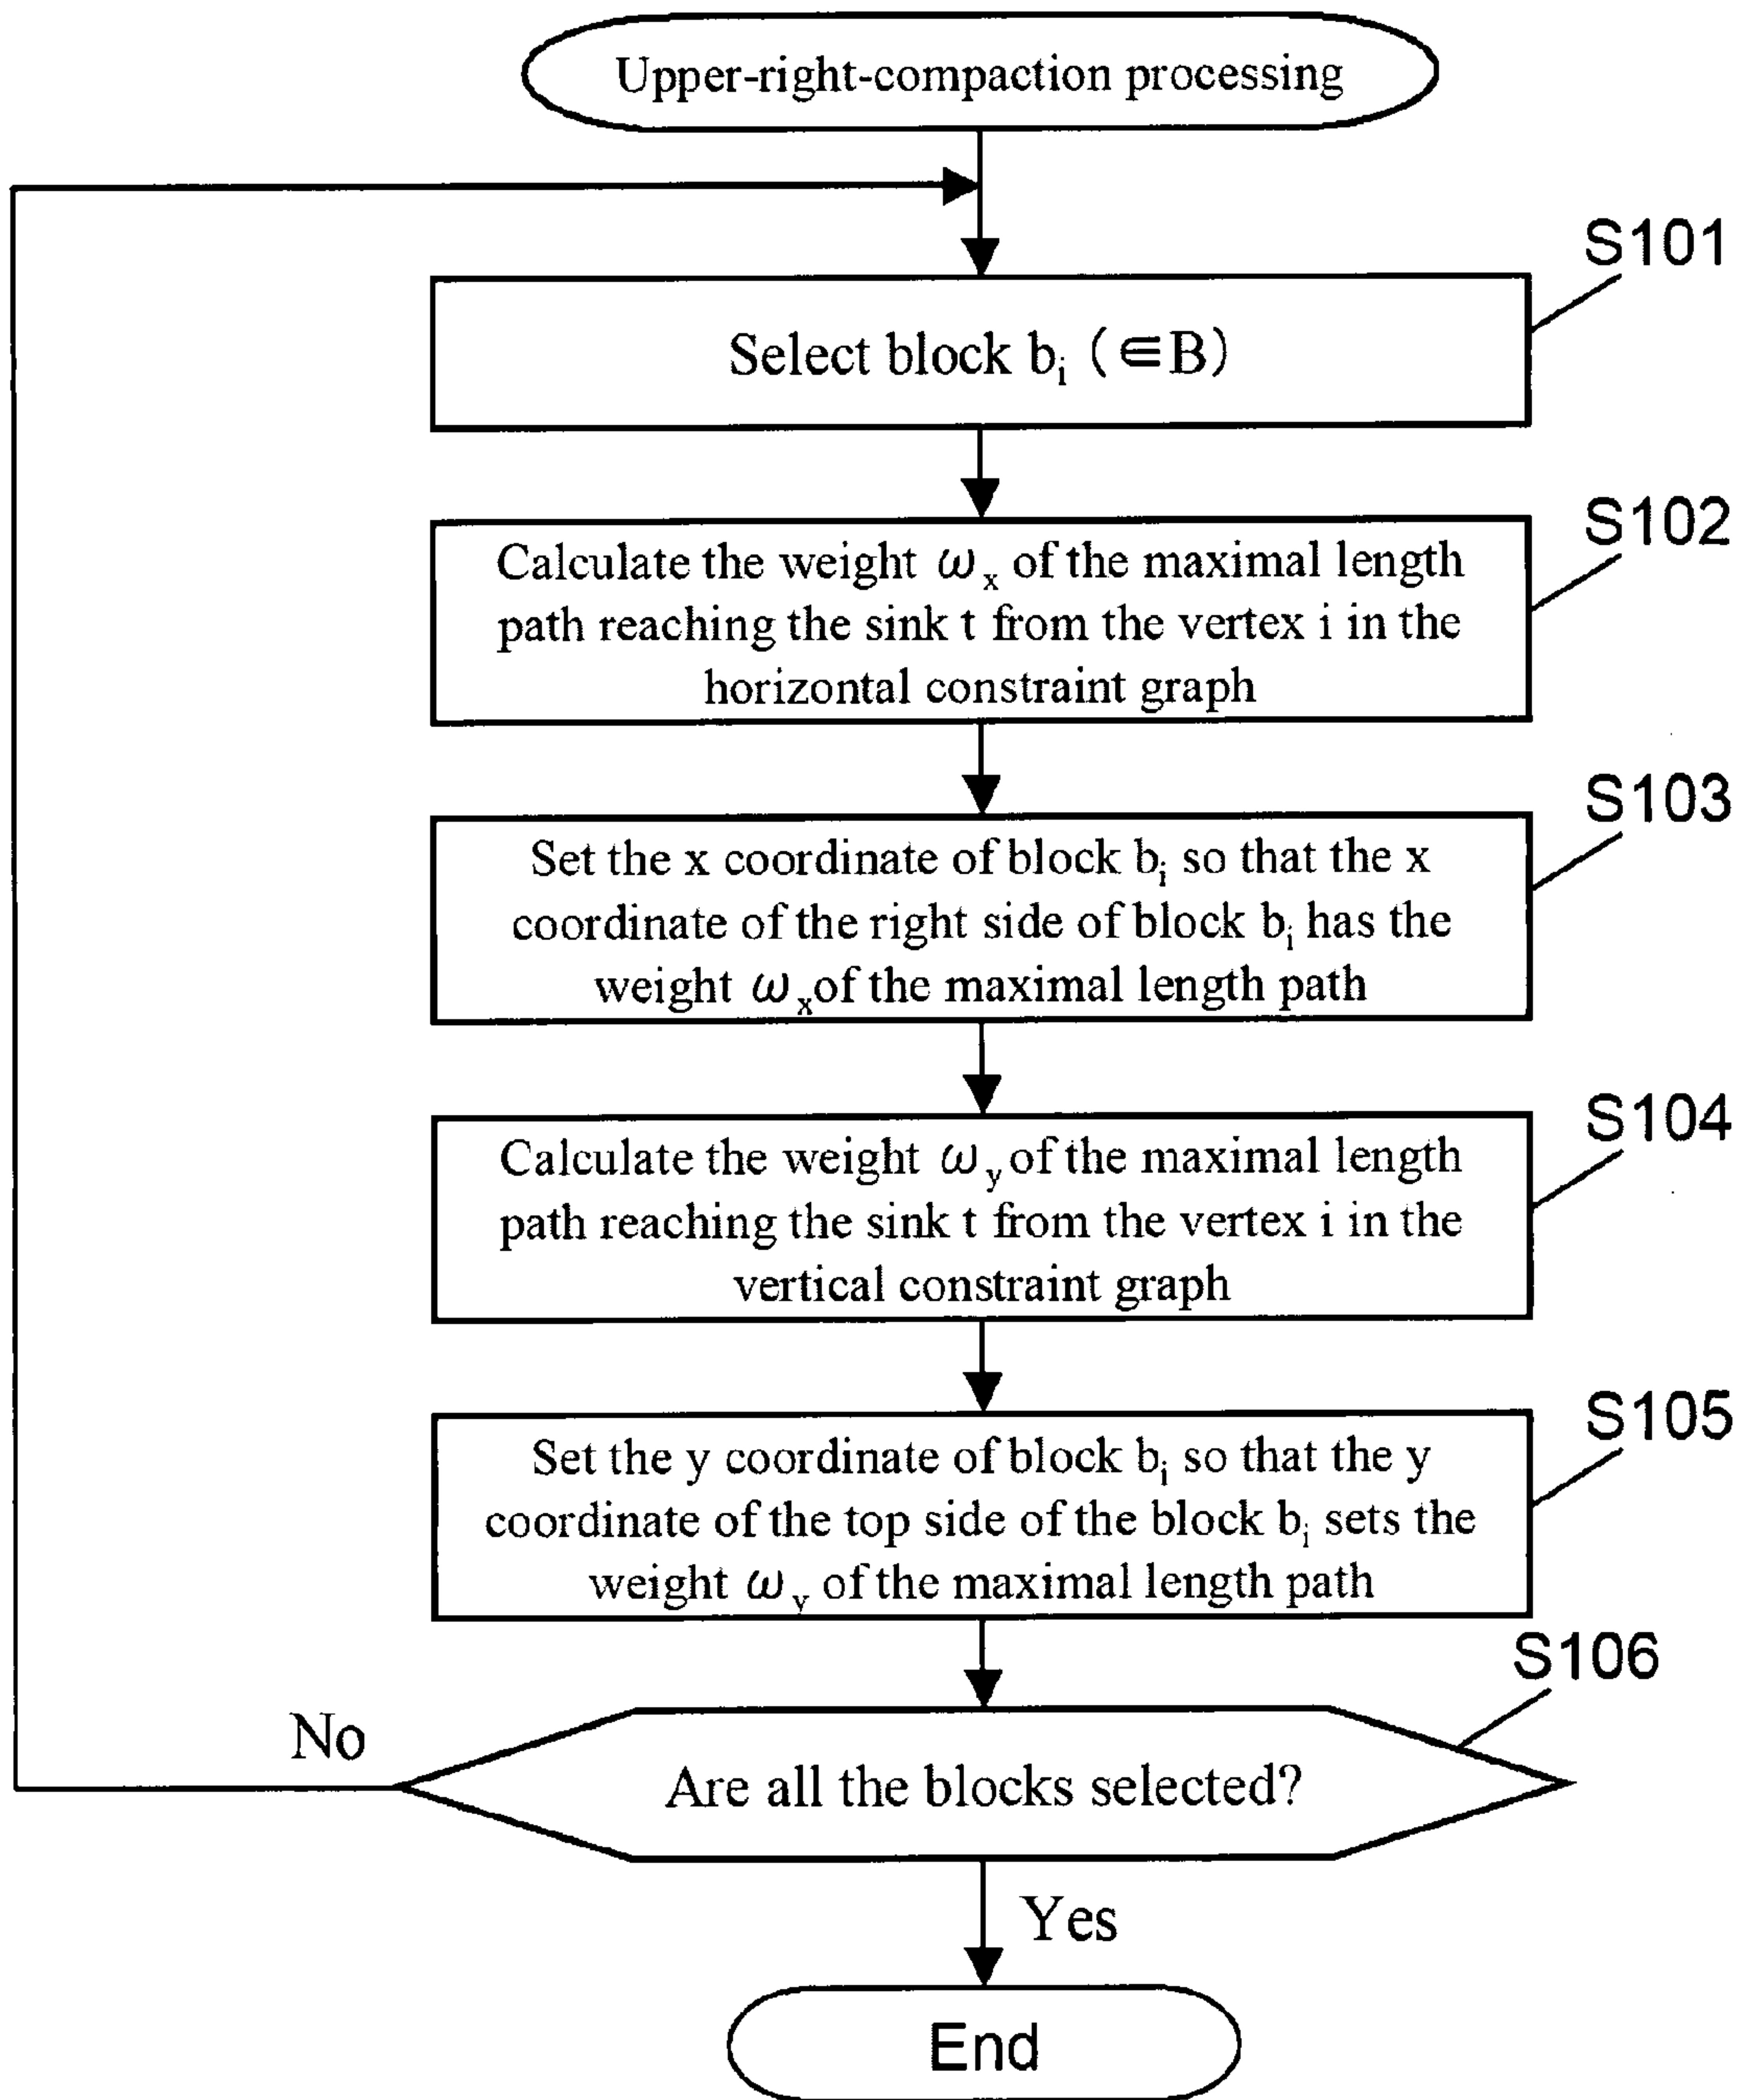 Upper-right-compaction processing
S101
Select block bᵢ (∈B)
S102
Calculate the weight ωₓ of the maximal length
path reaching the sink t from the vertex i in the
horizontal constraint graph
S103
Set the x coordinate of block bᵢ so that the x
coordinate of the right side of block bᵢ has the
weight ωₓ of the maximal length path
S104
Calculate the weight ω_y of the maximal length
path reaching the sink t from the vertex i in the
vertical constraint graph
S105
Set the y coordinate of block bᵢ so that the y
coordinate of the top side of the block bᵢ sets the
weight ω_y of the maximal length path
S106
No
Are all the blocks selected?
Yes
End